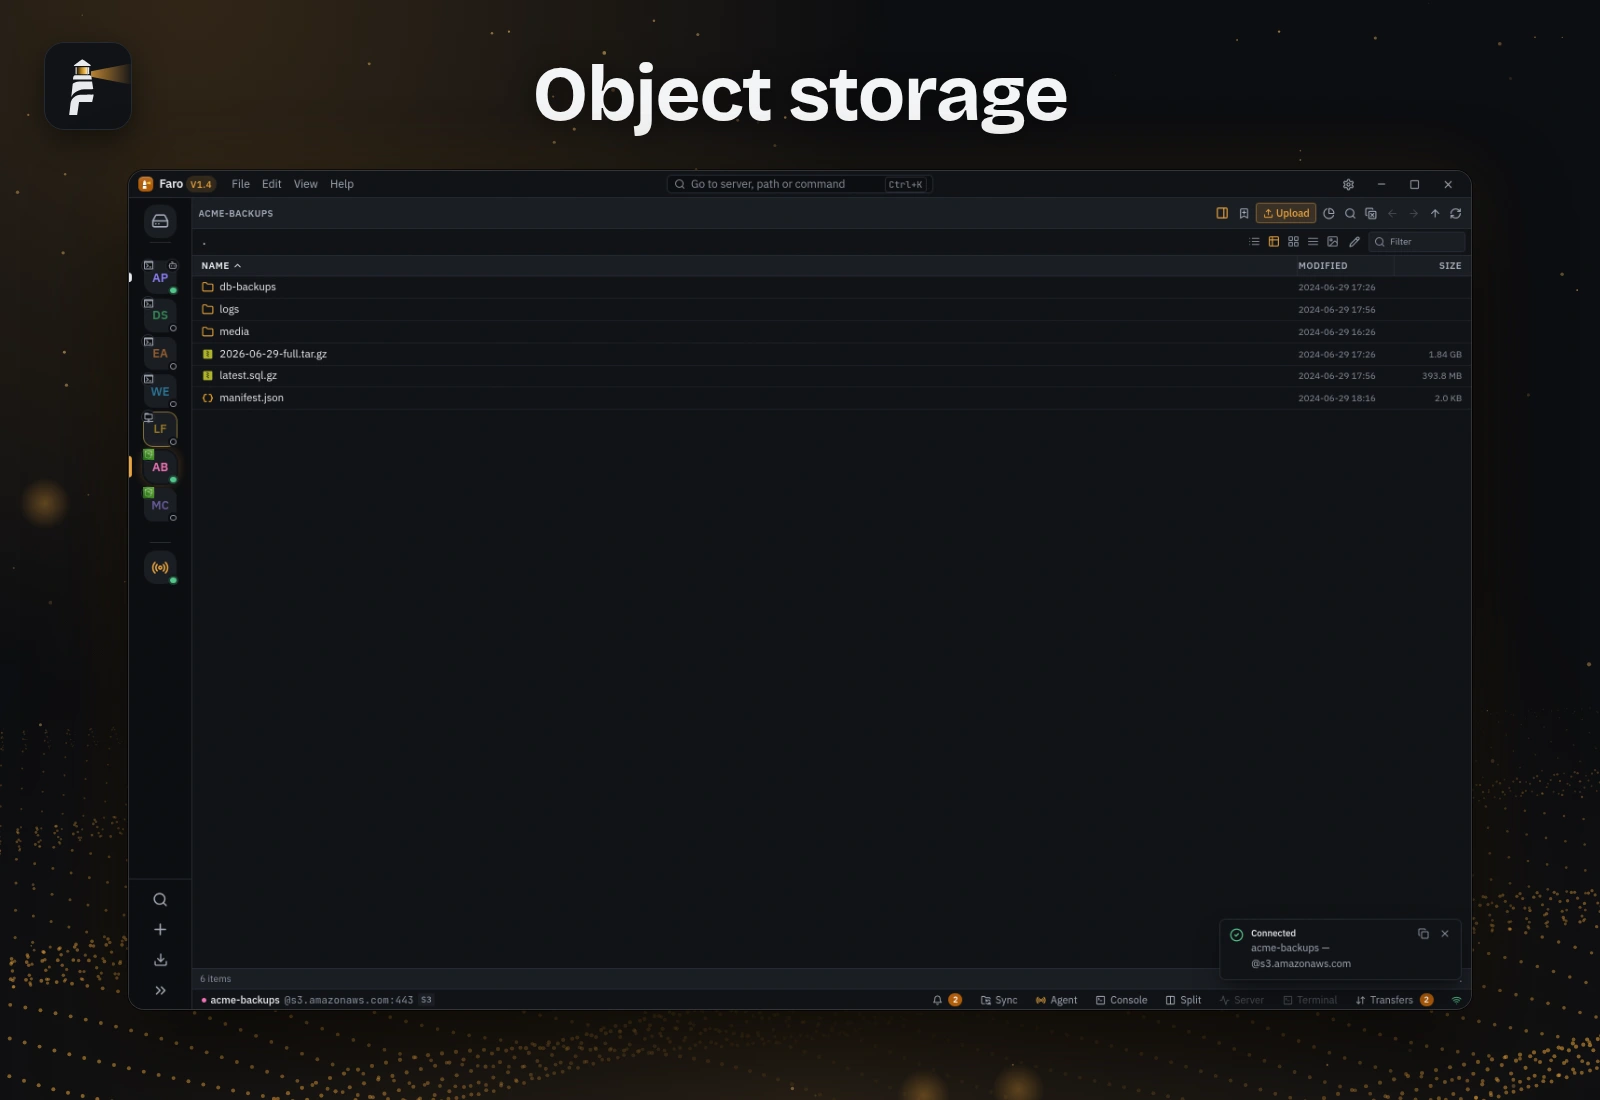 Object storage
Faro V1.4 File Edit View Help Go to server, path or command Ctrl+K
ACME-BACKUPS Upload
. Filter
NAME MODIFIED SIZE
db-backups 2024-06-29 17:26
logs 2024-06-29 17:56
media 2024-06-29 16:26
2026-06-29-full.tar.gz 2024-06-29 17:26 1.84 GB
latest.sql.gz 2024-06-29 17:56 393.8 MB
manifest.json 2024-06-29 18:16 2.0 KB
AP
DS
EA
WE
LF
AB
MC
Connected
acme-backups —
@s3.amazonaws.com
6 items
acme-backups @s3.amazonaws.com:443 S3 2 Sync Agent Console Split Server Terminal Transfers 2